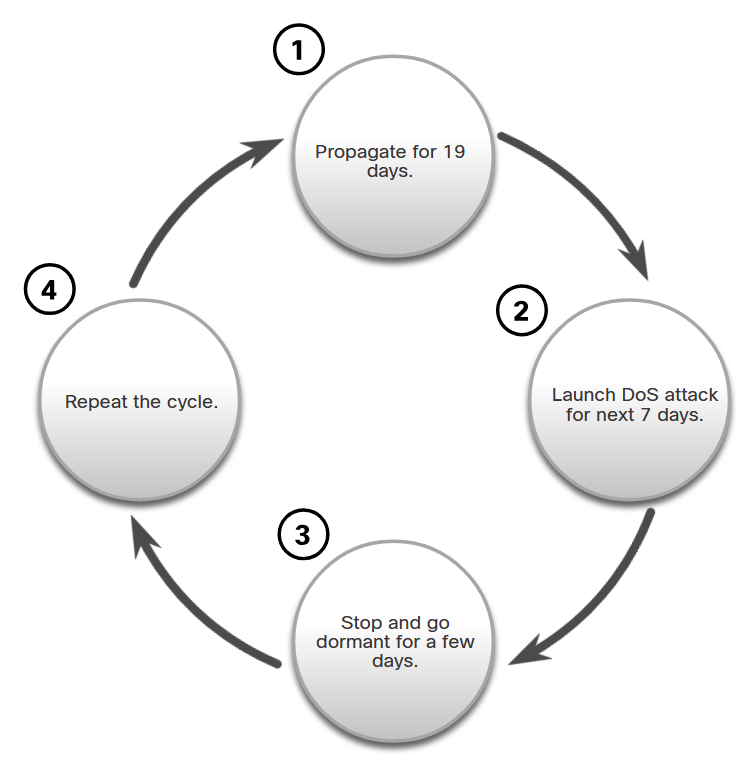 1
Propagate for 19
days.
2
Launch DoS attack
for next 7 days.
3
Stop and go
dormant for a few
days.
4
Repeat the cycle.